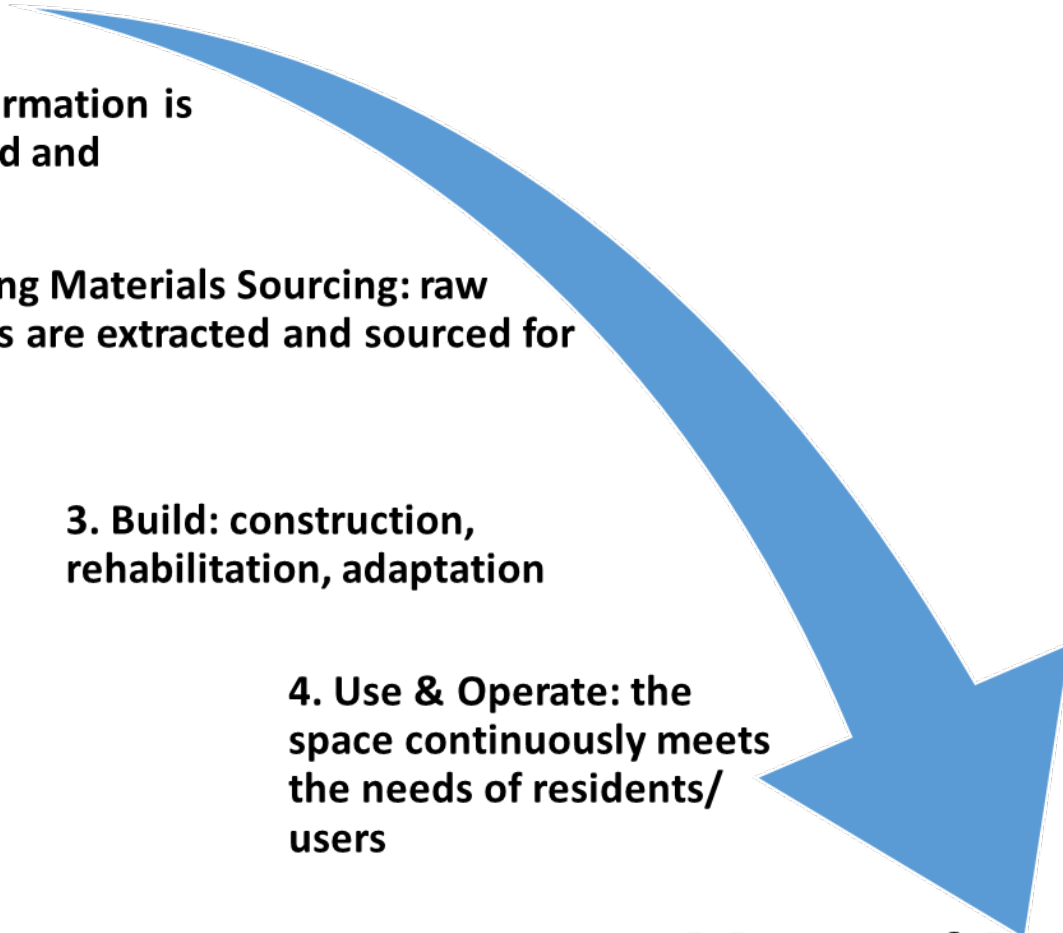 rmation is
d and
ng Materials Sourcing: raw
s are extracted and sourced for
3. Build: construction,
rehabilitation, adaptation
4. Use & Operate: the
space continuously meets
the needs of residents/
users